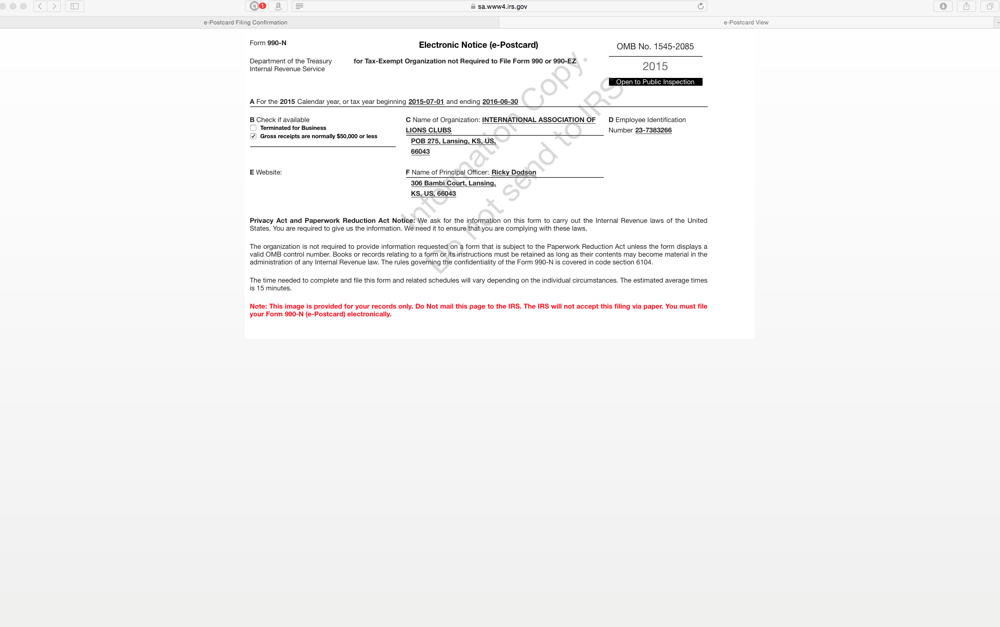 sa.www4.irs.gov
1
a
e-Postcard Filing Confirmation
e-Postcard View
Form 990-N
Electronic Notice (e-Postcard)
OMB No. 1545-2085
Department of the Treasury
Internal Revenue Service
for Tax-Exempt Organization not Required to File Form 990 or 990-EZ
2015
Open to Public Inspection
A For the 2015 Calendar year, or tax year beginning 2015-07-01 and ending 2016-06-30
B Check if available
Terminated for Business
Gross receipts are normally $50,000 or less
C Name of Organization: INTERNATIONAL ASSOCIATION OF
LIONS CLUBS
POB 275, Lansing, KS, US,
66043
D Employee Identification
Number 23-7383266
E Website:
F Name of Principal Officer: Ricky Dodson
306 Bambi Court, Lansing,
KS, US, 66043
Information Copy.
Do not send to IRS.
Privacy Act and Paperwork Reduction Act Notice: We ask for the information on this form to carry out the Internal Revenue laws of the United
States. You are required to give us the information. We need it to ensure that you are complying with these laws.
The organization is not required to provide information requested on a form that is subject to the Paperwork Reduction Act unless the form displays a
valid OMB control number. Books or records relating to a form or its instructions must be retained as long as their contents may become material in the
administration of any Internal Revenue law. The rules governing the confidentiality of the Form 990-N is covered in code section 6104.
The time needed to complete and file this form and related schedules will vary depending on the individual circumstances. The estimated average times
is 15 minutes.
Note: This image is provided for your records only. Do Not mail this page to the IRS. The IRS will not accept this filing via paper. You must file
your Form 990-N (e-Postcard) electronically.